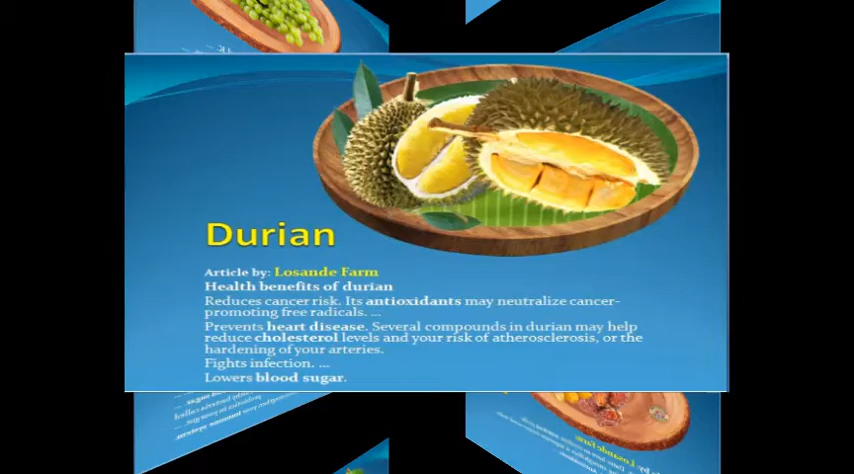 Durian
Article by: Losande Farm
Health benefits of durian
Reduces cancer risk. Its antioxidants may neutralize cancer-
promoting free radicals. ...
Prevents heart disease. Several compounds in durian may help
reduce cholesterol levels and your risk of atherosclerosis, or the
hardening of your arteries.
Fights infection. ...
Lowers blood sugar.